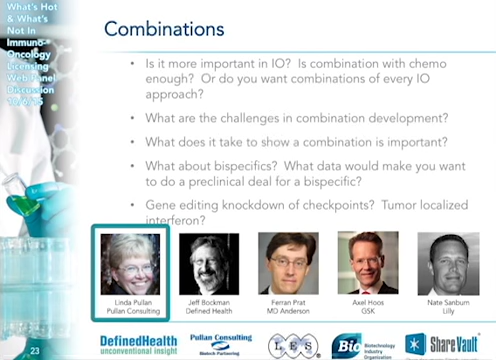 What's Hot
& What's
Not In
Immuno-
Oncology
Licensing
Web Panel
Discussion
10/6/15
Combinations
• Is it more important in IO? Is combination with chemo
enough? Or do you want combinations of every IO
approach?
• What are the challenges in combination development?
• What does it take to show a combination is important?
• What about bispecifics? What data would make you want
to do a preclinical deal for a bispecific?
• Gene editing knockdown of checkpoints? Tumor localized
interferon?
Linda Pullan
Pullan Consulting
Jeff Bockman
Defined Health
Ferran Prat
MD Anderson
Axel Hoos
GSK
Nate Sanburn
Lilly
23
DefinedHealth
unconventional insight
Pullan Consulting
Biotech Partnering
LES
Bio
Biotechnology
Industry
Organization
ShareVault